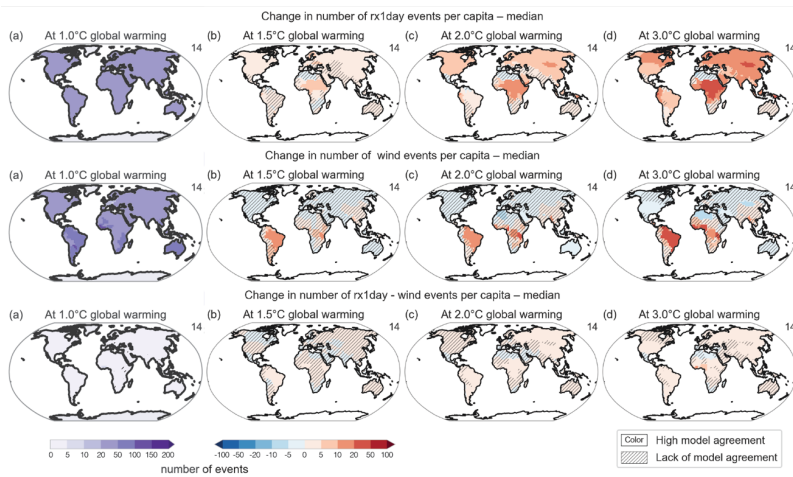 Change in number of rx1day events per capita – median
(a) At 1.0°C global warming 14 (b) At 1.5°C global warming 14 (c) At 2.0°C global warming 14 (d) At 3.0°C global warming 14
Change in number of wind events per capita – median
(a) At 1.0°C global warming 14 (b) At 1.5°C global warming 14 (c) At 2.0°C global warming 14 (d) At 3.0°C global warming 14
Change in number of rx1day - wind events per capita – median
(a) At 1.0°C global warming 14 (b) At 1.5°C global warming 14 (c) At 2.0°C global warming 14 (d) At 3.0°C global warming 14
0 5 10 20 50 100 150 200
number of events
-100 -50 -20 -10 -5 0 5 10 20 50 100
Color High model agreement
Lack of model agreement